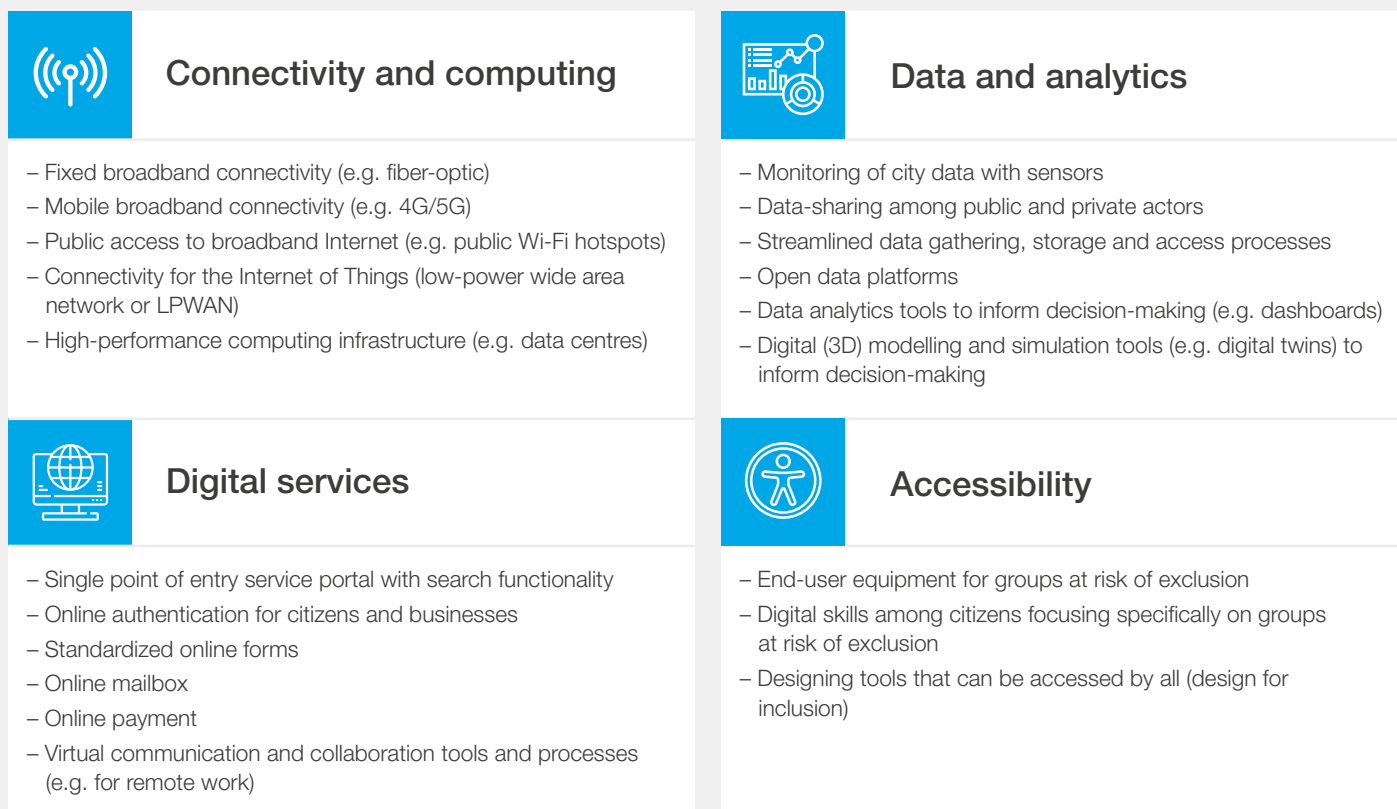 Connectivity and computing
– Fixed broadband connectivity (e.g. fiber-optic)
– Mobile broadband connectivity (e.g. 4G/5G)
– Public access to broadband Internet (e.g. public Wi-Fi hotspots)
– Connectivity for the Internet of Things (low-power wide area
network or LPWAN)
– High-performance computing infrastructure (e.g. data centres)
Data and analytics
– Monitoring of city data with sensors
– Data-sharing among public and private actors
– Streamlined data gathering, storage and access processes
– Open data platforms
– Data analytics tools to inform decision-making (e.g. dashboards)
– Digital (3D) modelling and simulation tools (e.g. digital twins) to
inform decision-making
Digital services
– Single point of entry service portal with search functionality
– Online authentication for citizens and businesses
– Standardized online forms
– Online mailbox
– Online payment
– Virtual communication and collaboration tools and processes
(e.g. for remote work)
Accessibility
– End-user equipment for groups at risk of exclusion
– Digital skills among citizens focusing specifically on groups
at risk of exclusion
– Designing tools that can be accessed by all (design for
inclusion)